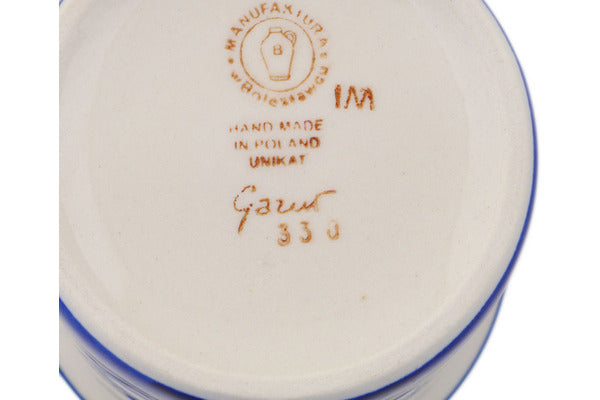 MANUFAKTURA
w Bolesławcu
B
IM
HAND MADE
IN POLAND
UNIKAT
330